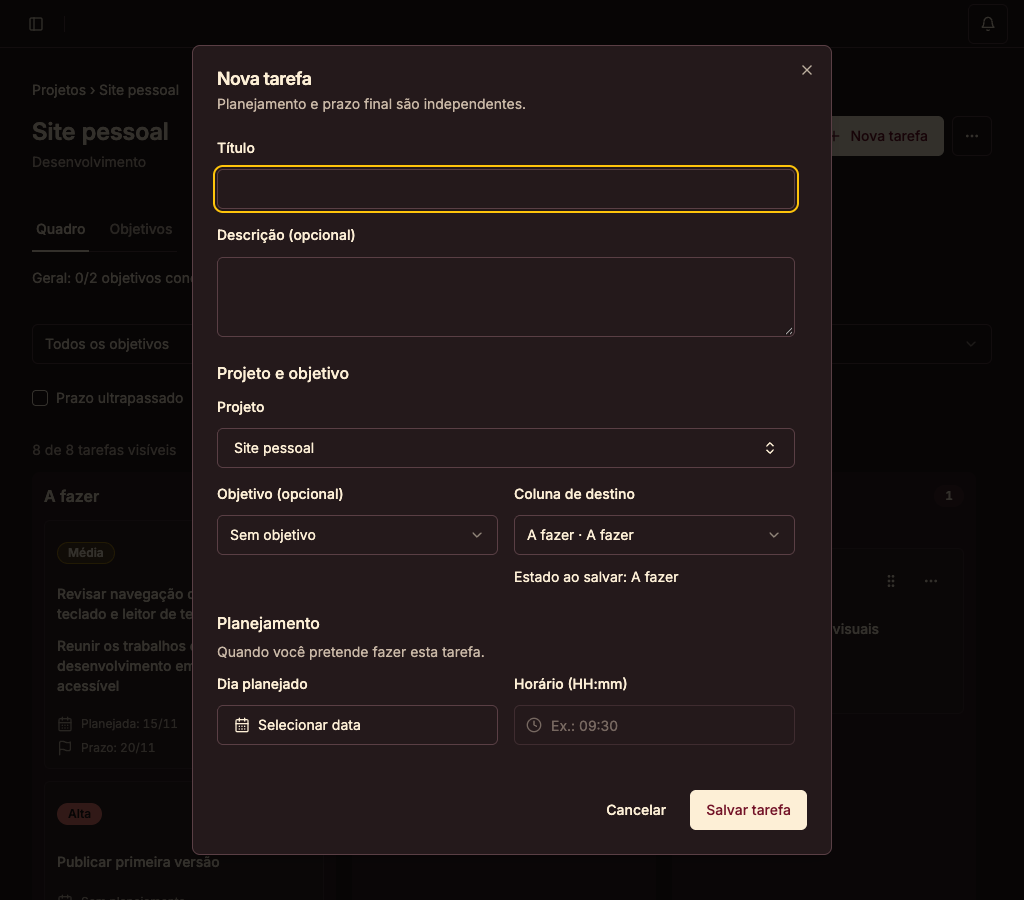 Projetos › Site pessoal
Site pessoal
Desenvolvimento
+ Nova tarefa
Quadro
Objetivos
Geral: 0/2 objetivos
Todos os objetivos
Prazo ultrapassado
8 de 8 tarefas visíveis
A fazer
1
Média
Revisar navegação
teclado e leitor de
Reunir os trabalhos
desenvolvimento
acessível
Planejada: 15/11
Prazo: 20/11
visuais
Alta
Publicar primeira versão
Sem planejamento
Nova tarefa
Planejamento e prazo final são independentes.
Título
Descrição (opcional)
Projeto e objetivo
Projeto
Site pessoal
Objetivo (opcional)
Coluna de destino
Sem objetivo
A fazer · A fazer
Estado ao salvar: A fazer
Planejamento
Quando você pretende fazer esta tarefa.
Dia planejado
Horário (HH:mm)
Selecionar data
Ex.: 09:30
Cancelar
Salvar tarefa